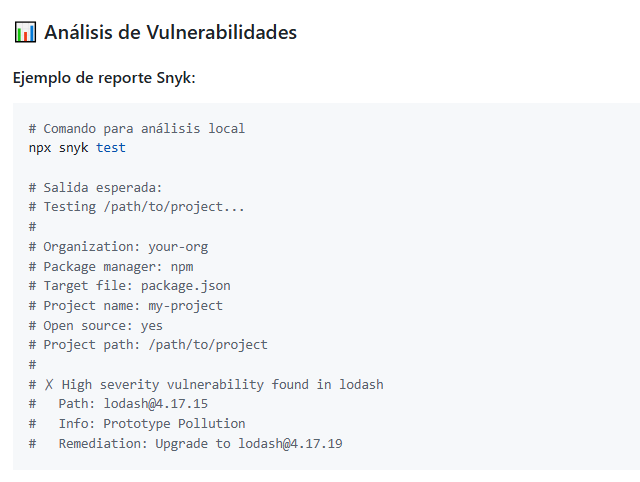 📊 Análisis de Vulnerabilidades
Ejemplo de reporte Snyk:
# Comando para análisis local
npx snyk test
# Salida esperada:
# Testing /path/to/project...
#
# Organization: your-org
# Package manager: npm
# Target file: package.json
# Project name: my-project
# Open source: yes
# Project path: /path/to/project
#
# ✗ High severity vulnerability found in lodash
#   Path: lodash@4.17.15
#   Info: Prototype Pollution
#   Remediation: Upgrade to lodash@4.17.19